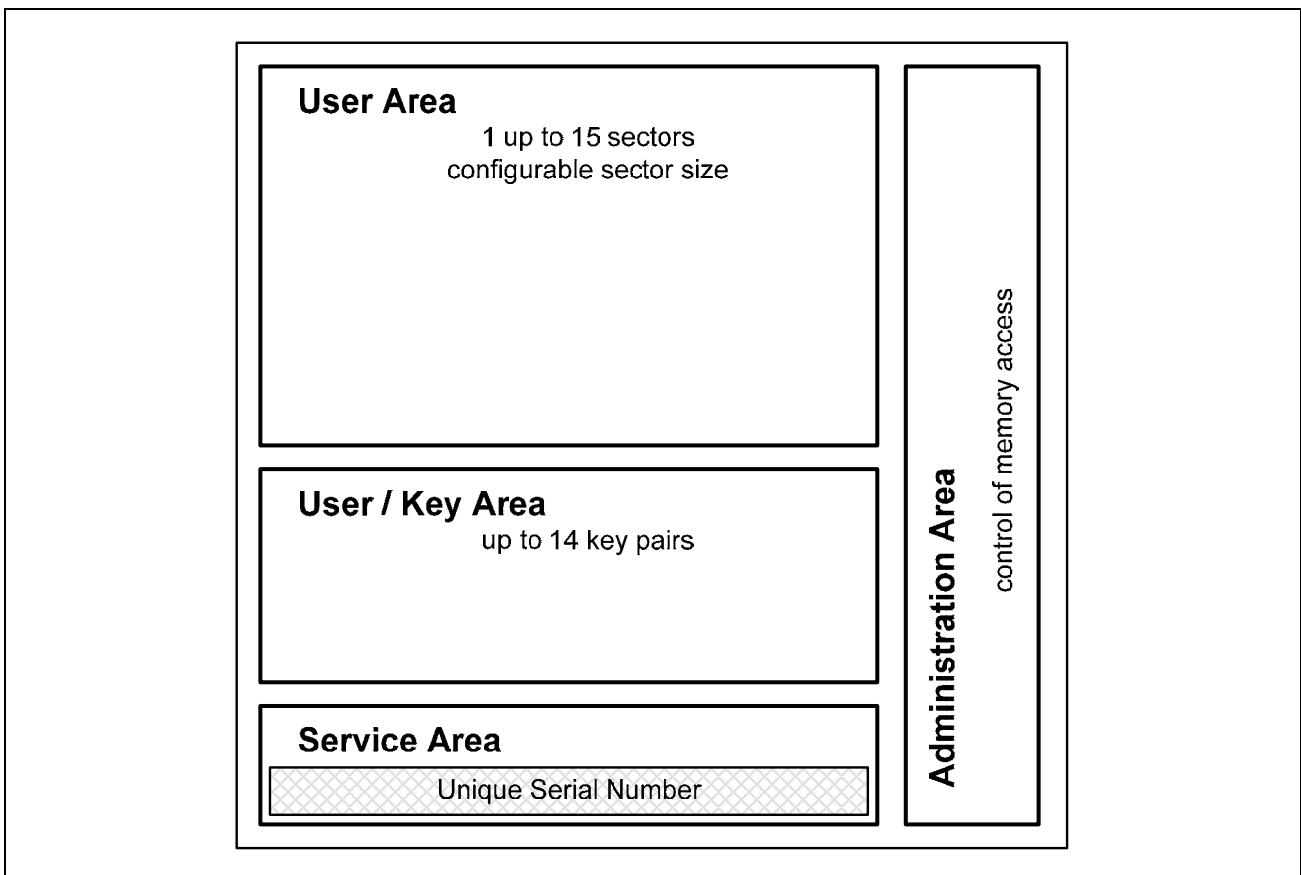 User Area
1 up to 15 sectors
configurable sector size
User / Key Area
up to 14 key pairs
Service Area
Unique Serial Number
Administration Area
control of memory access